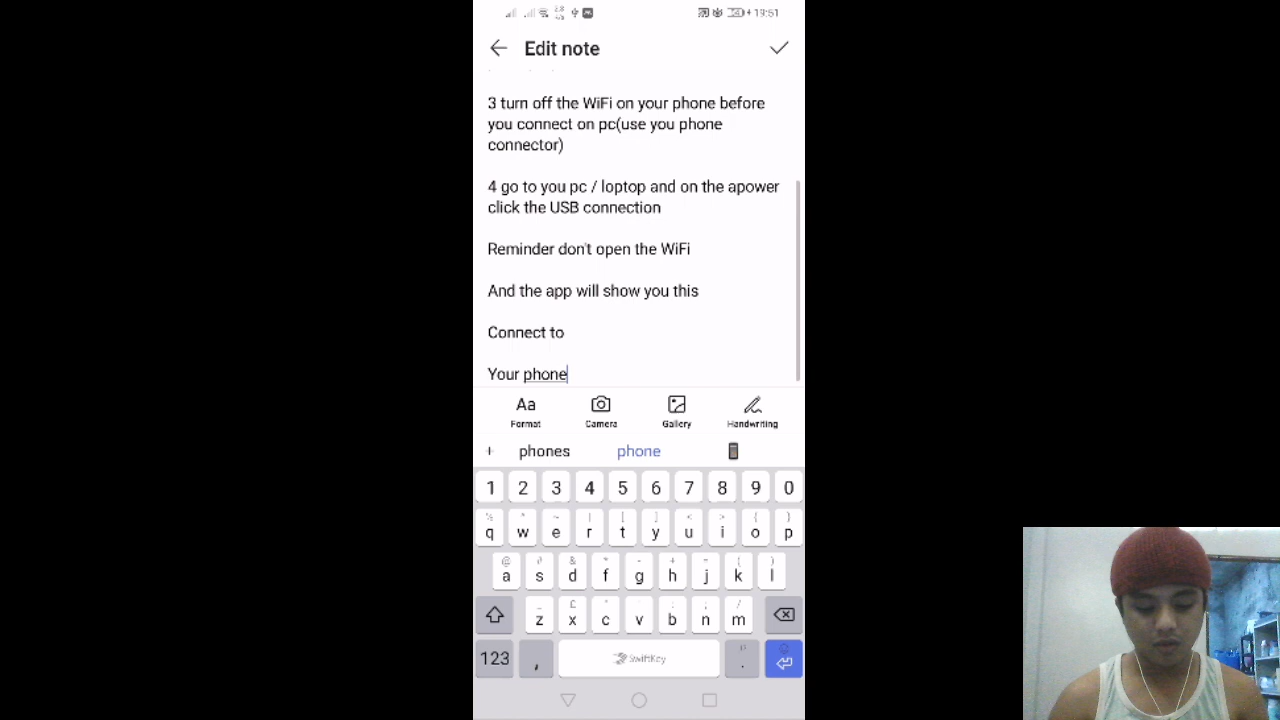 19:51
Edit note
3 turn off the WiFi on your phone before
you connect on pc(use you phone
connector)
4 go to you pc / loptop and on the apower
click the USB connection
Reminder don't open the WiFi
And the app will show you this
Connect to
Your phone
Aa
Format Camera Gallery Handwriting
+ phones phone
1 2 3 4 5 6 7 8 9 0
q w e r t y u i o p
a s d f g h j k l
z x c v b n m
123 , SwiftKey .